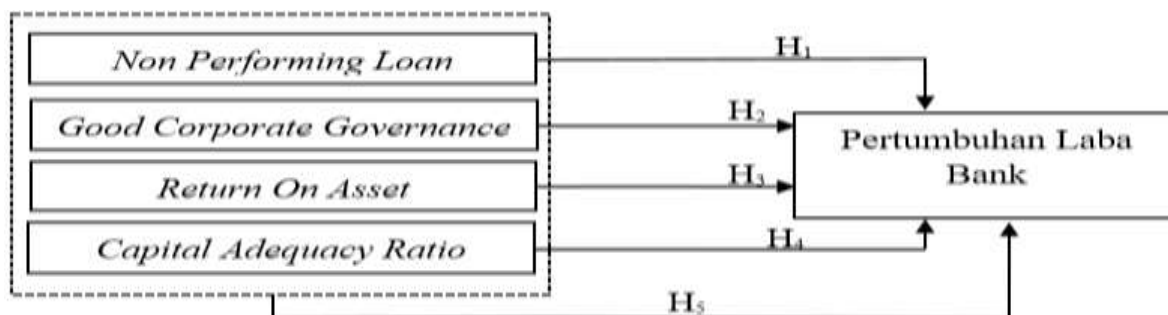 Non Performing Loan
H₁
Good Corporate Governance
H₂
Pertumbuhan Laba
Bank
Return On Asset
H₃
Capital Adequacy Ratio
H₄
H₅